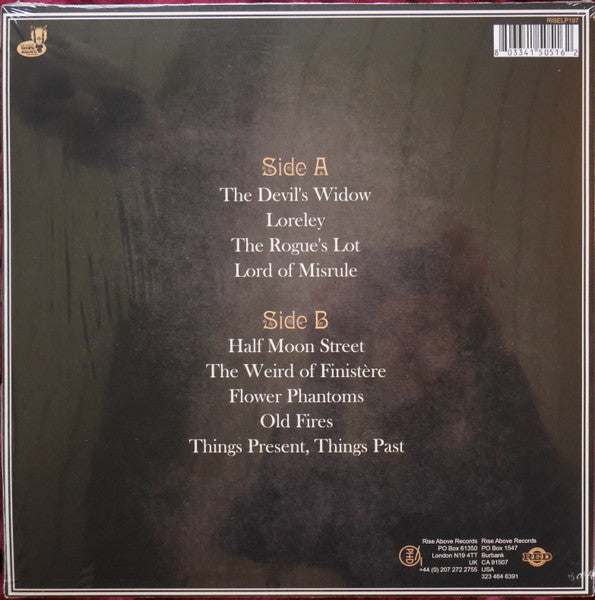 RISELP197
8 03341 50516 2
Side A
The Devil's Widow
Loreley
The Rogue's Lot
Lord of Misrule
Side B
Half Moon Street
The Weird of Finistère
Flower Phantoms
Old Fires
Things Present, Things Past
Rise Above Records
PO Box 61350
London N19 4TT
UK
+44 (0) 207 272 2755
Rise Above Records
PO Box 1547
Burbank
CA 91507
USA
323 464 6391
RED